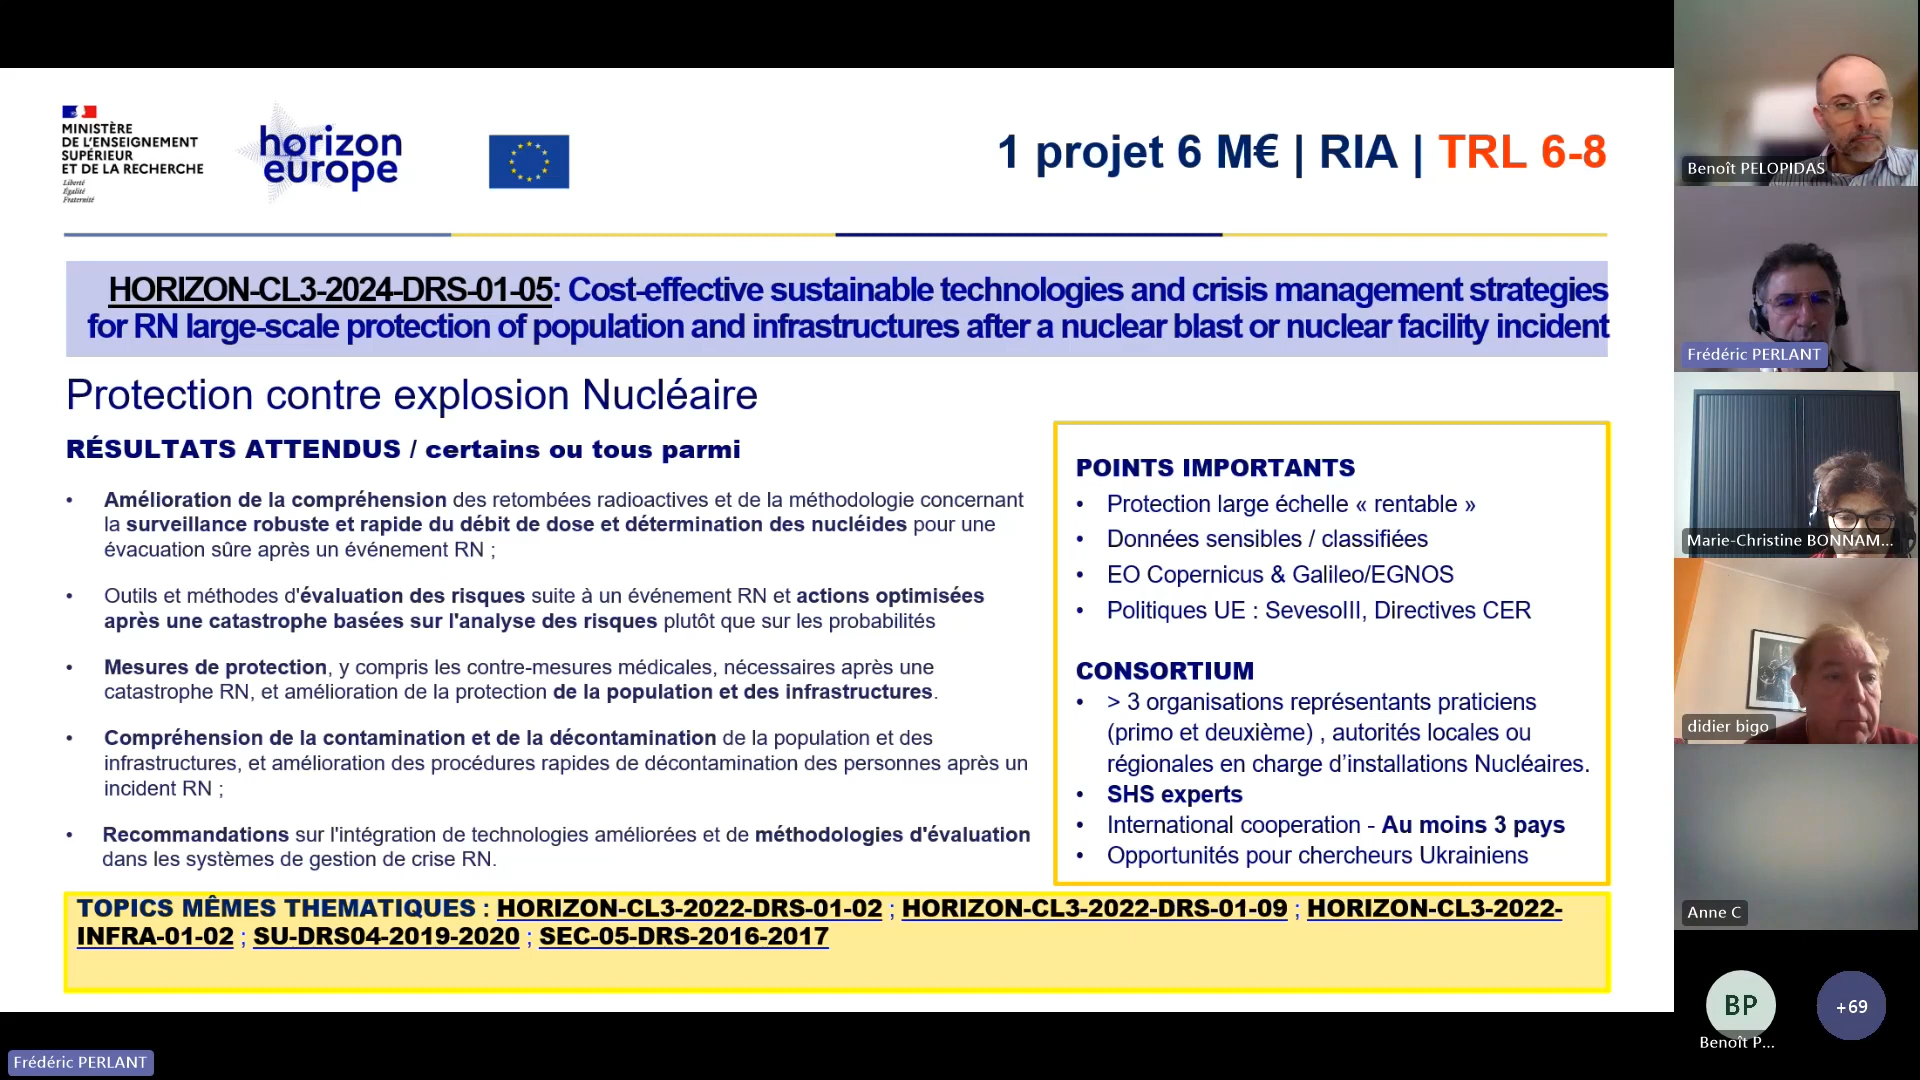 MINISTÈRE
DE L'ENSEIGNEMENT
SUPÉRIEUR
ET DE LA RECHERCHE
Liberté
Égalité
Fraternité
horizon
europe
1 projet 6 M€ | RIA | TRL 6-8
HORIZON-CL3-2024-DRS-01-05: Cost-effective sustainable technologies and crisis management strategies
for RN large-scale protection of population and infrastructures after a nuclear blast or nuclear facility incident
Protection contre explosion Nucléaire
RÉSULTATS ATTENDUS / certains ou tous parmi
• Amélioration de la compréhension des retombées radioactives et de la méthodologie concernant
la surveillance robuste et rapide du débit de dose et détermination des nucléides pour une
évacuation sûre après un événement RN ;
• Outils et méthodes d'évaluation des risques suite à un événement RN et actions optimisées
après une catastrophe basées sur l'analyse des risques plutôt que sur les probabilités
• Mesures de protection, y compris les contre-mesures médicales, nécessaires après une
catastrophe RN, et amélioration de la protection de la population et des infrastructures.
• Compréhension de la contamination et de la décontamination de la population et des
infrastructures, et amélioration des procédures rapides de décontamination des personnes après un
incident RN ;
• Recommandations sur l'intégration de technologies améliorées et de méthodologies d'évaluation
dans les systèmes de gestion de crise RN.
POINTS IMPORTANTS
• Protection large échelle « rentable »
• Données sensibles / classifiées
• EO Copernicus & Galileo/EGNOS
• Politiques UE : SevesoIII, Directives CER
CONSORTIUM
• > 3 organisations représentants praticiens
(primo et deuxième) , autorités locales ou
régionales en charge d'installations Nucléaires.
• SHS experts
• International cooperation - Au moins 3 pays
• Opportunités pour chercheurs Ukrainiens
TOPICS MÊMES THEMATIQUES : HORIZON-CL3-2022-DRS-01-02 ; HORIZON-CL3-2022-DRS-01-09 ; HORIZON-CL3-2022-
INFRA-01-02 ; SU-DRS04-2019-2020 ; SEC-05-DRS-2016-2017
Benoît PELOPIDAS
Frédéric PERLANT
Marie-Christine BONNAM...
didier bigo
Anne C
BP
+69
Benoît P...
Frédéric PERLANT